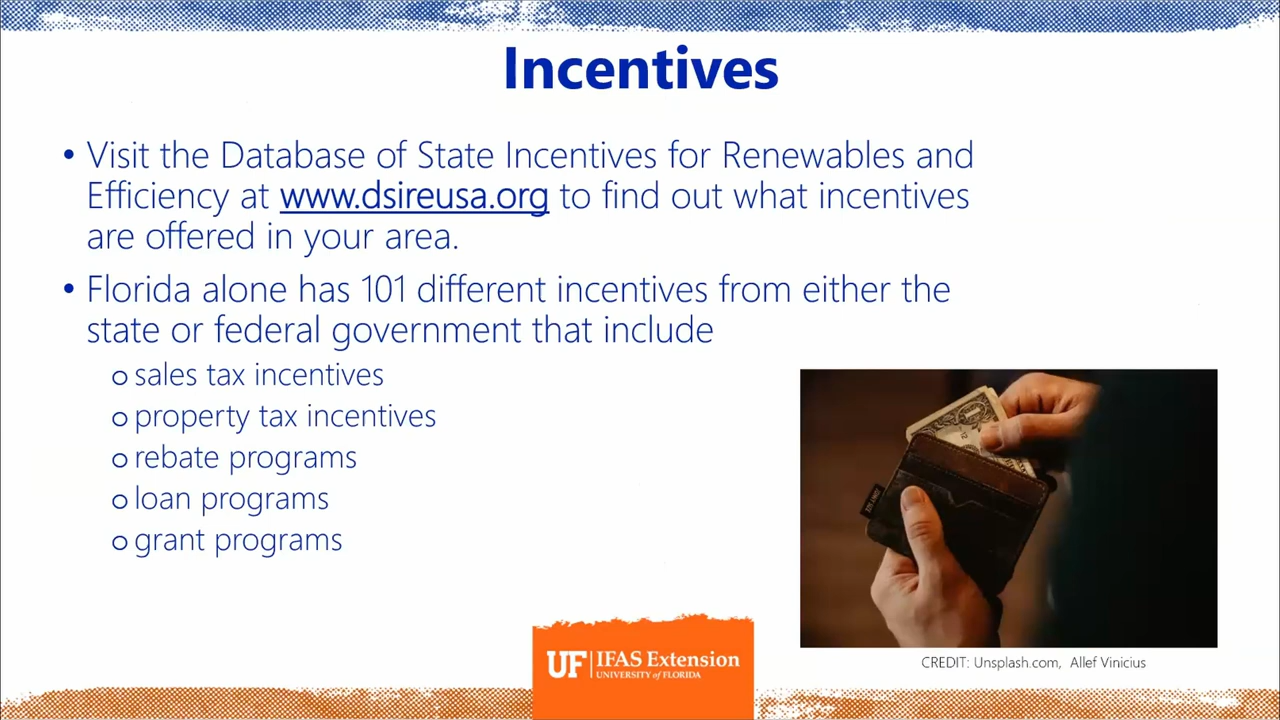 Incentives
• Visit the Database of State Incentives for Renewables and
Efficiency at www.dsireusa.org to find out what incentives
are offered in your area.
• Florida alone has 101 different incentives from either the
state or federal government that include
o sales tax incentives
o property tax incentives
o rebate programs
o loan programs
o grant programs
CREDIT: Unsplash.com, Allef Vinicius
UF IFAS Extension
UNIVERSITY of FLORIDA